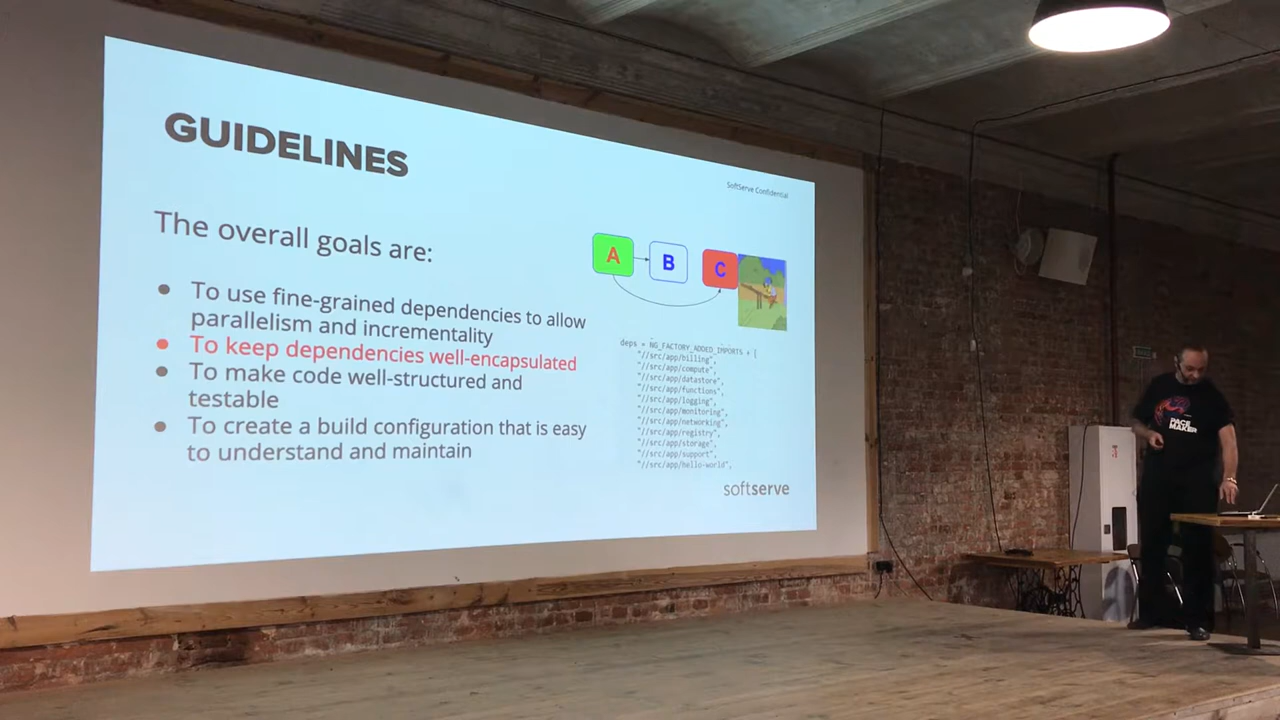 GUIDELINES
SoftServe Confidential
The overall goals are:
To use fine-grained dependencies to allow
parallelism and incrementality
To keep dependencies well-encapsulated
To make code well-structured and
testable
To create a build configuration that is easy
to understand and maintain
A
B
C
deps = NG_FACTORY_ADDED_IMPORTS + [
"//src/app/billing",
"//src/app/compute",
"//src/app/datastore",
"//src/app/functions",
"//src/app/logging",
"//src/app/monitoring",
"//src/app/networking",
"//src/app/registry",
"//src/app/storage",
"//src/app/support",
"//src/app/hello-world",
softserve
PACE
MAKER